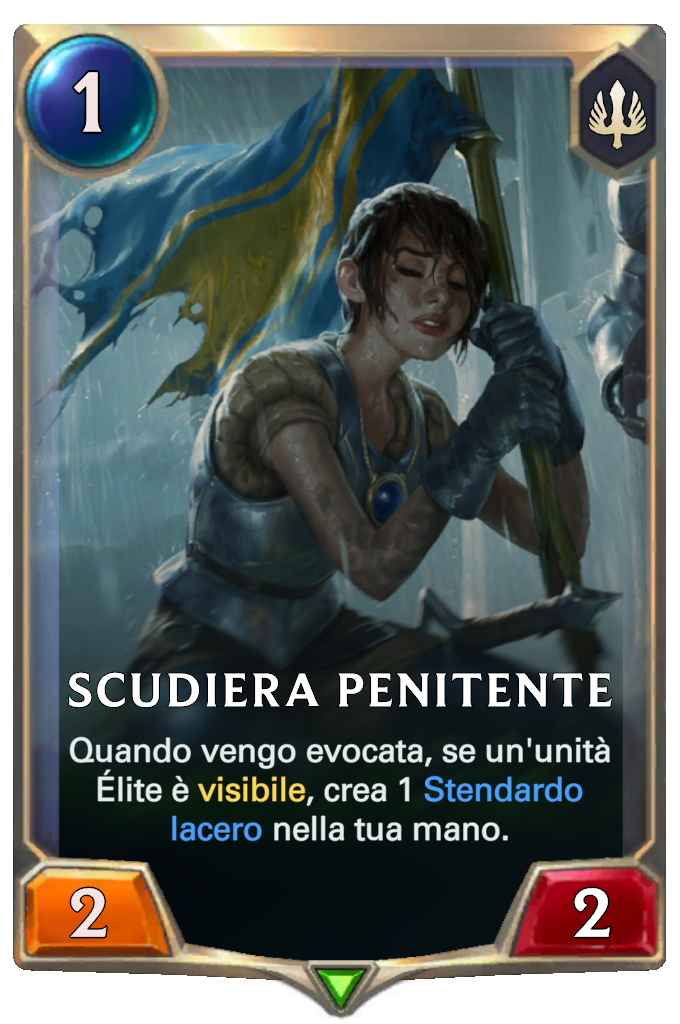 1
SCUDIERA PENITENTE
Quando vengo evocata, se un'unità
Élite è visibile, crea 1 Stendardo
lacero nella tua mano.
2
2